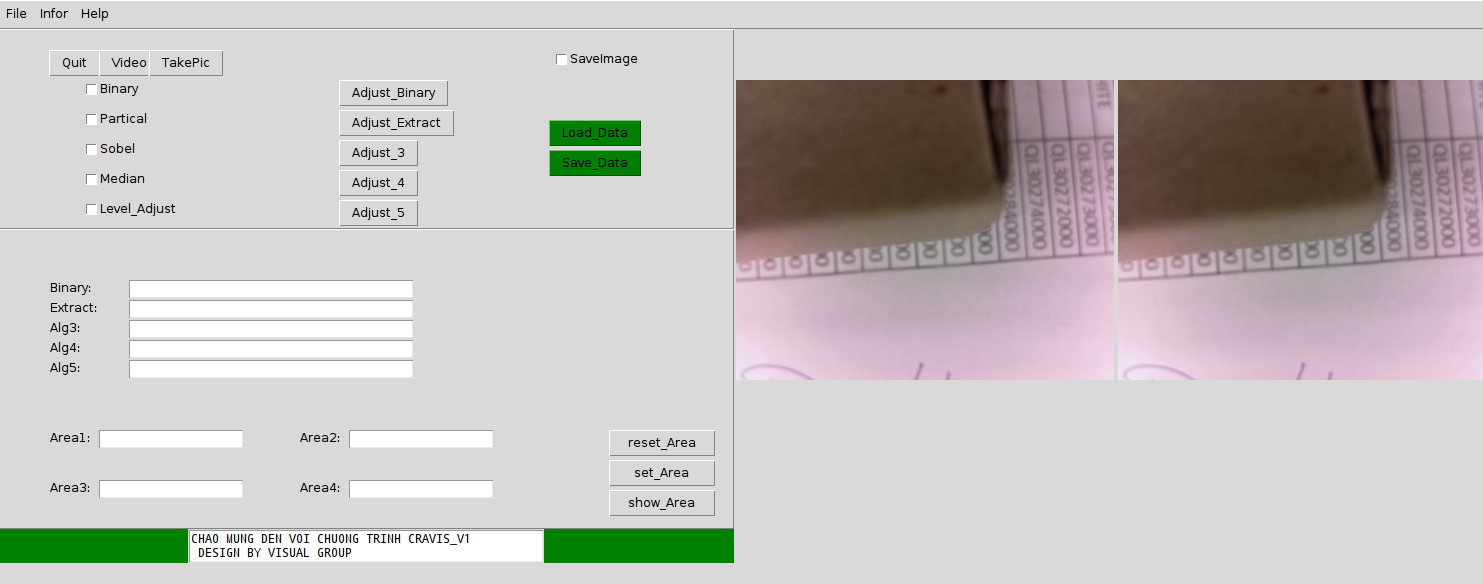 File Infor Help
Quit Video TakePic
SaveImage
Binary
Adjust_Binary
Partical
Adjust_Extract
Load_Data
Sobel
Adjust_3
Save_Data
Median
Adjust_4
Level_Adjust
Adjust_5
Binary:
Extract:
Alg3:
Alg4:
Alg5:
Area1:
Area2:
reset_Area
set_Area
Area3:
Area4:
show_Area
CHAO MUNG DEN VOI CHUONG TRINH CRAVIS_V1
DESIGN BY VISUAL GROUP
QL30274000
QL30272000
QL30273000
QL30274000
QL30272000
QL30273000